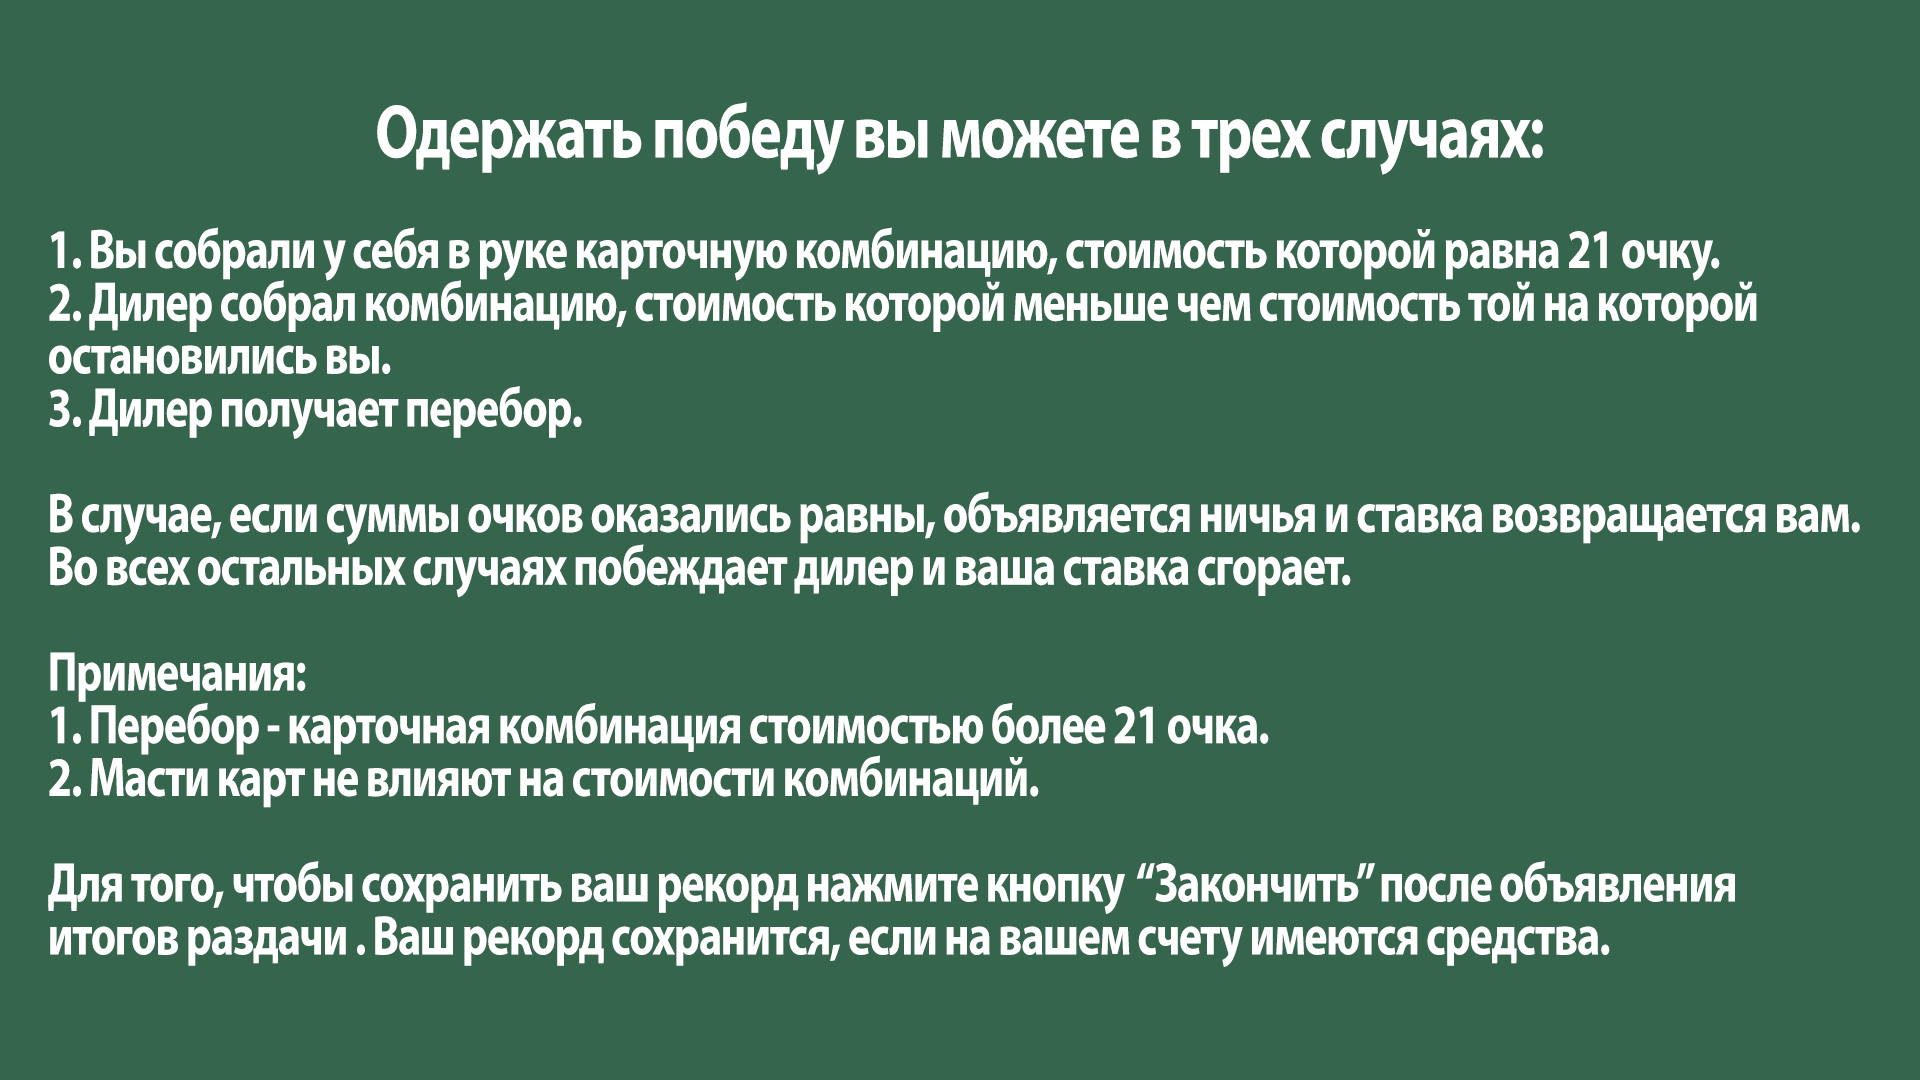 Одержать победу вы можете в трех случаях:
1. Вы собрали у себя в руке карточную комбинацию, стоимость которой равна 21 очку.
2. Дилер собрал комбинацию, стоимость которой меньше чем стоимость той на которой
остановились вы.
3. Дилер получает перебор.
В случае, если суммы очков оказались равны, объявляется ничья и ставка возвращается вам.
Во всех остальных случаях побеждает дилер и ваша ставка сгорает.
Примечания:
1. Перебор - карточная комбинация стоимостью более 21 очка.
2. Масти карт не влияют на стоимости комбинаций.
Для того, чтобы сохранить ваш рекорд нажмите кнопку “Закончить” после объявления
итогов раздачи . Ваш рекорд сохранится, если на вашем счету имеются средства.